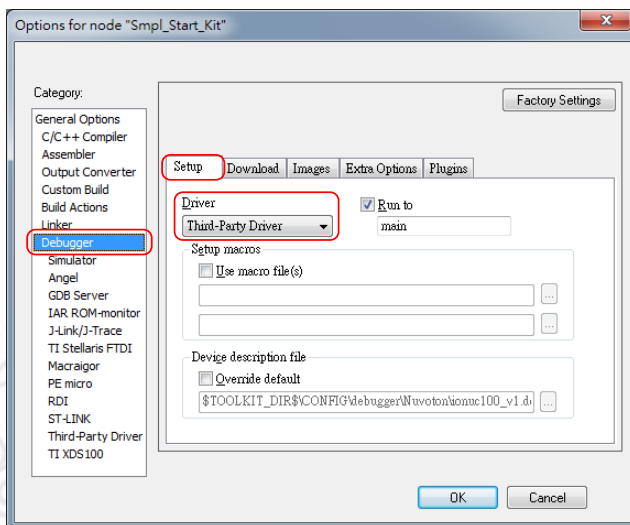 Options for node "Smpl_Start_Kit"
Category:
Factory Settings
General Options
C/C++ Compiler
Assembler
Output Converter
Custom Build
Build Actions
Linker
Debugger
Simulator
Angel
GDB Server
IAR ROM-monitor
J-Link/J-Trace
TI Stellaris FTDI
Macraigor
PE micro
RDI
ST-LINK
Third-Party Driver
TI XDS100
Setup Download Images Extra Options Plugins
Driver
Third-Party Driver
Run to
main
Setup macros
Use macro file(s)
...
...
Device description file
Override default
$TOOLKIT_DIR$\CONFIG\debugger\Nuvoton\ionuc100_v1.d
...
OK Cancel